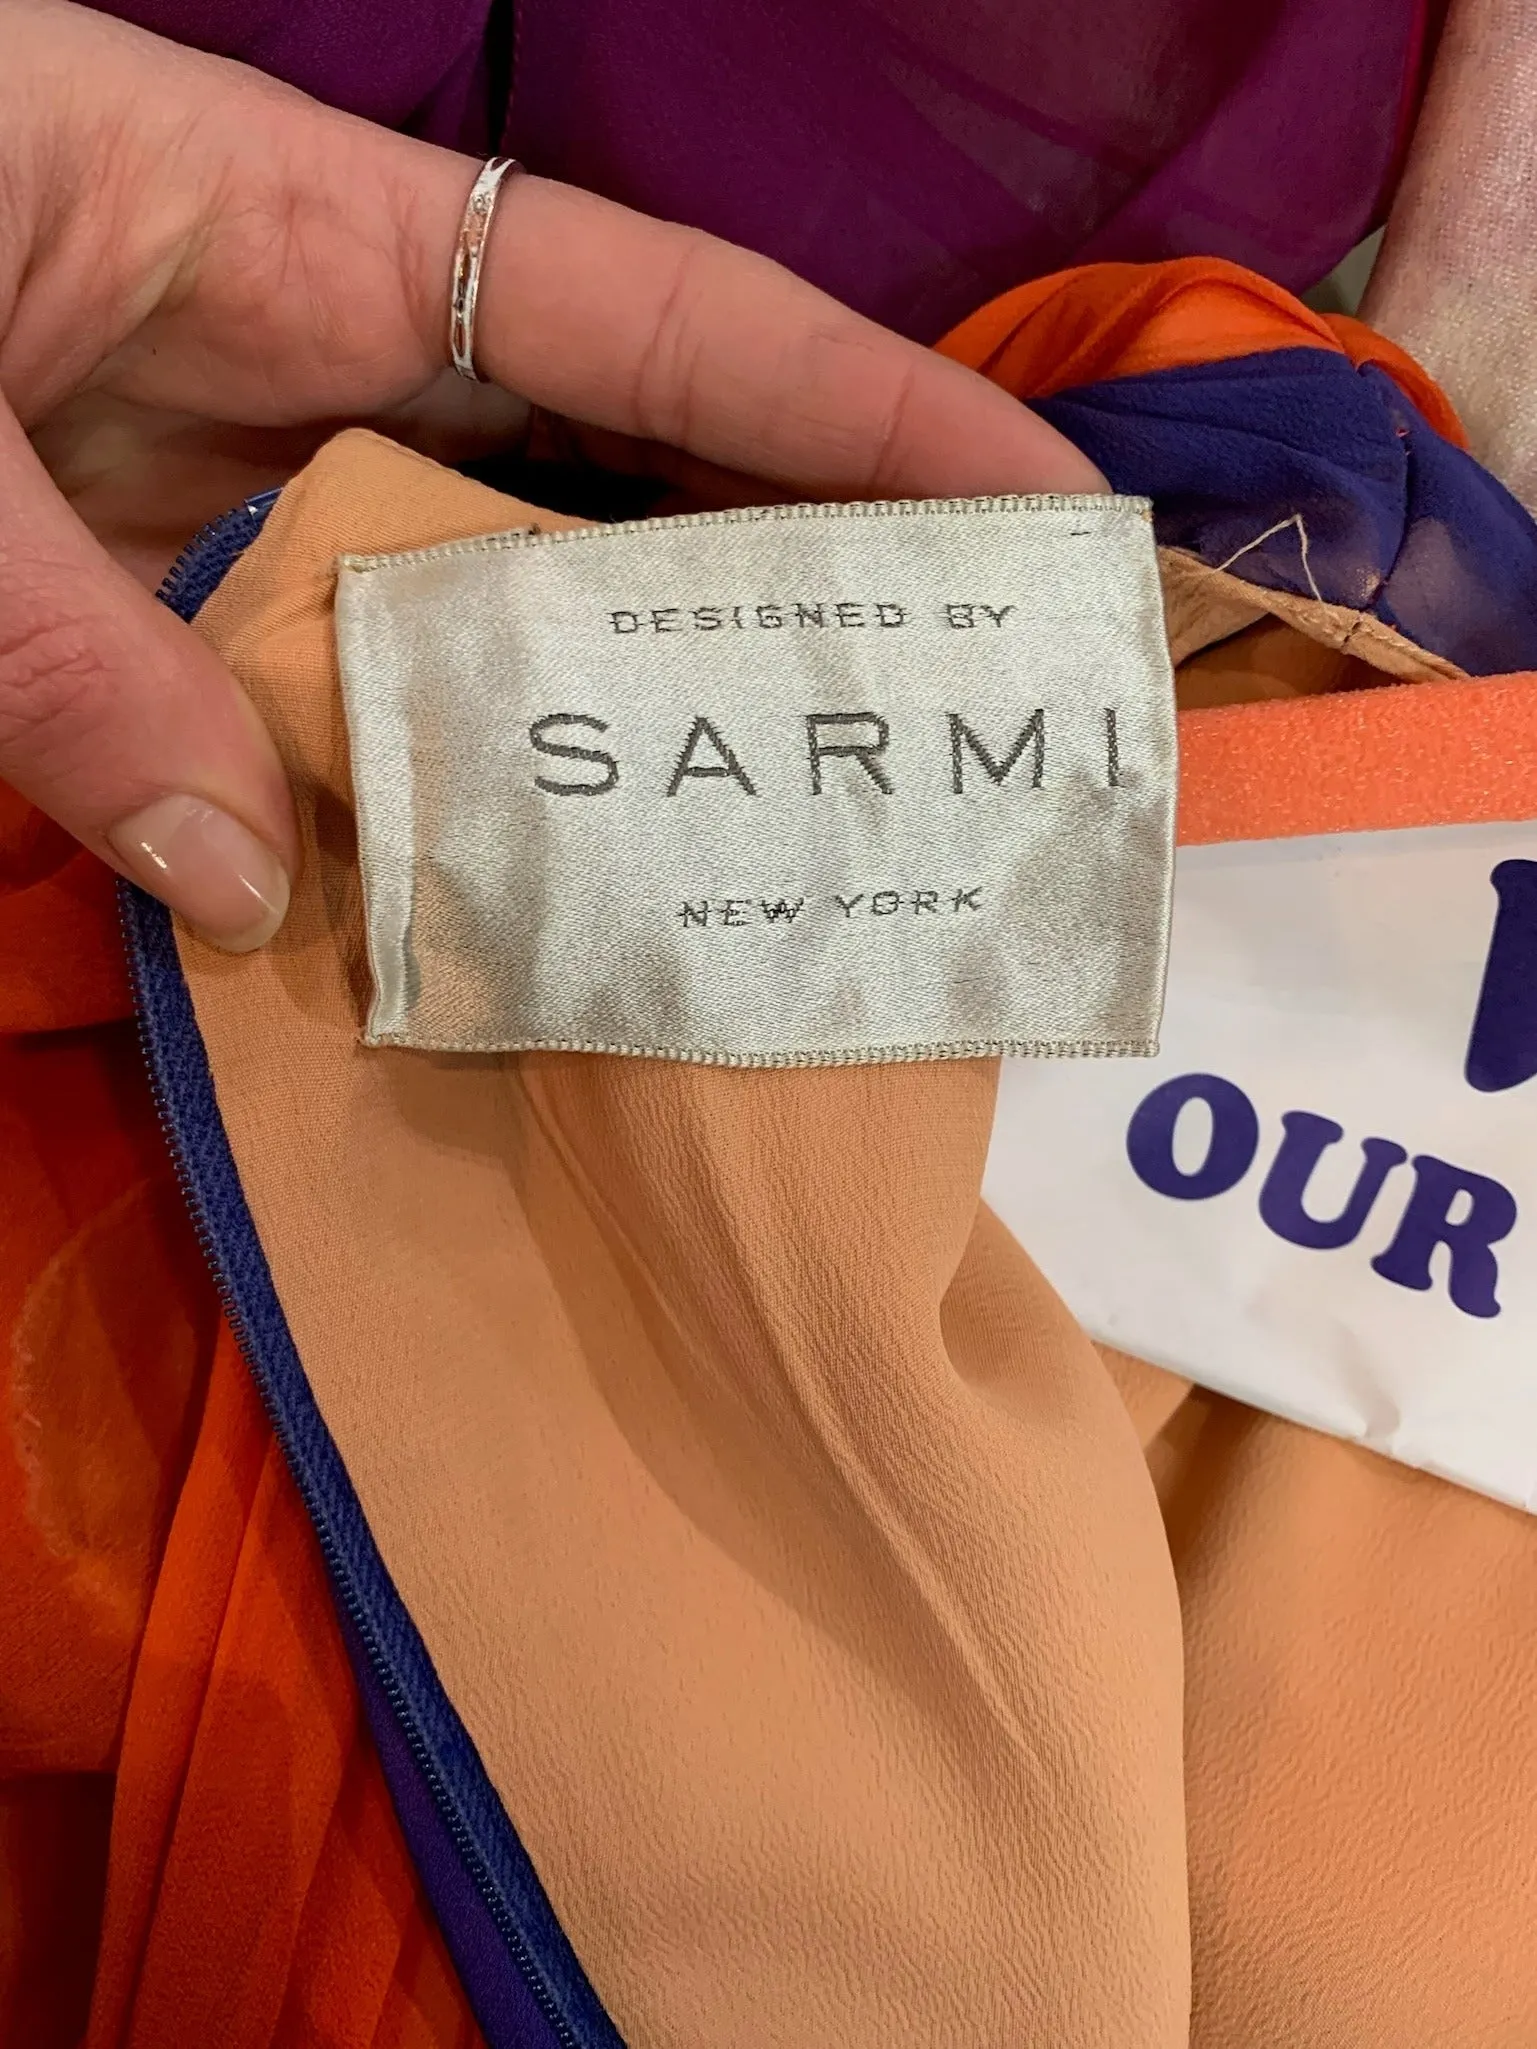 DESIGNED BY
SARMI
NEW YORK
OUR